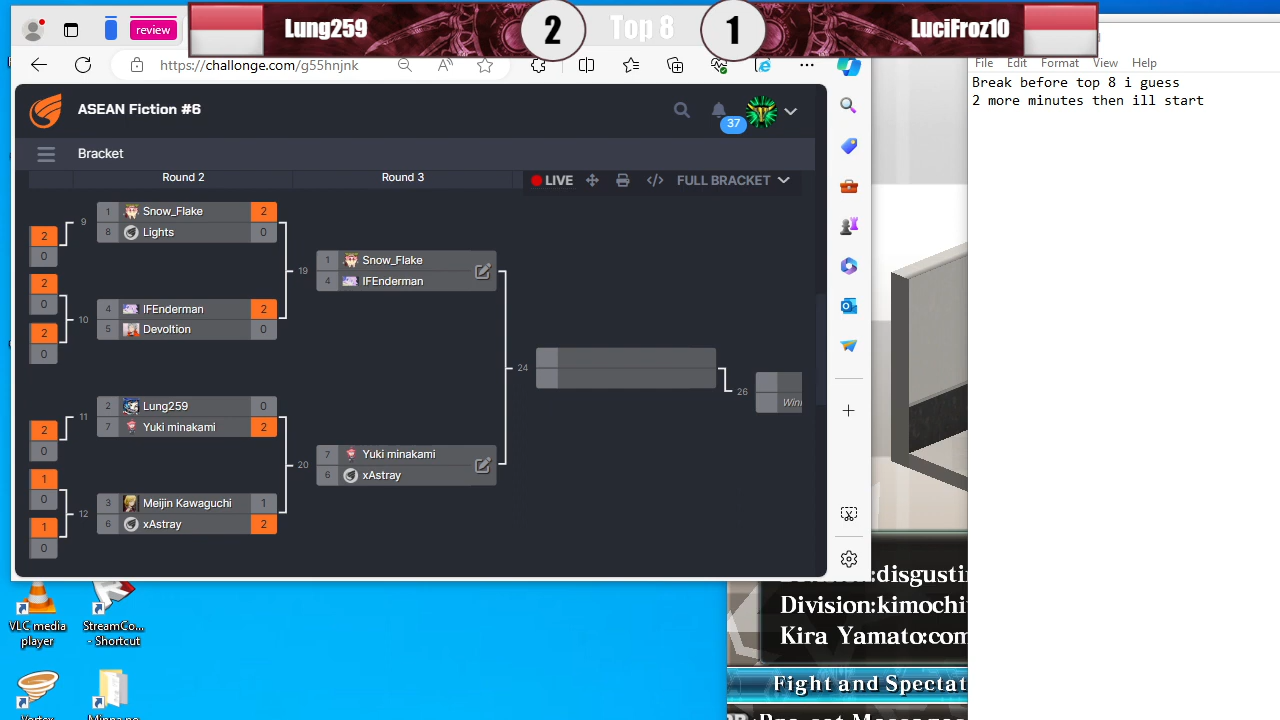 Lung259
2
Top 8
1
LuciFroz10
review
https://challonge.com/g55hnjnk
ASEAN Fiction #6
37
Bracket
Round 2
Round 3
LIVE
FULL BRACKET
2
0
9
1 Snow_Flake 2
8 Lights 0
2
0
2
0
10
4 IFEnderman 2
5 Devoltion 0
19
1 Snow_Flake
4 IFEnderman
24
26
2
0
11
2 Lung259 0
7 Yuki minakami 2
1
0
1
0
12
3 Meijin Kawaguchi 1
6 xAstray 2
20
7 Yuki minakami
6 xAstray
File Edit Format View Help
Break before top 8 i guess
2 more minutes then ill start
VLC media
player
StreamCo...
- Shortcut
Division:kimochi
Kira Yamato:com
Fight and Spectat